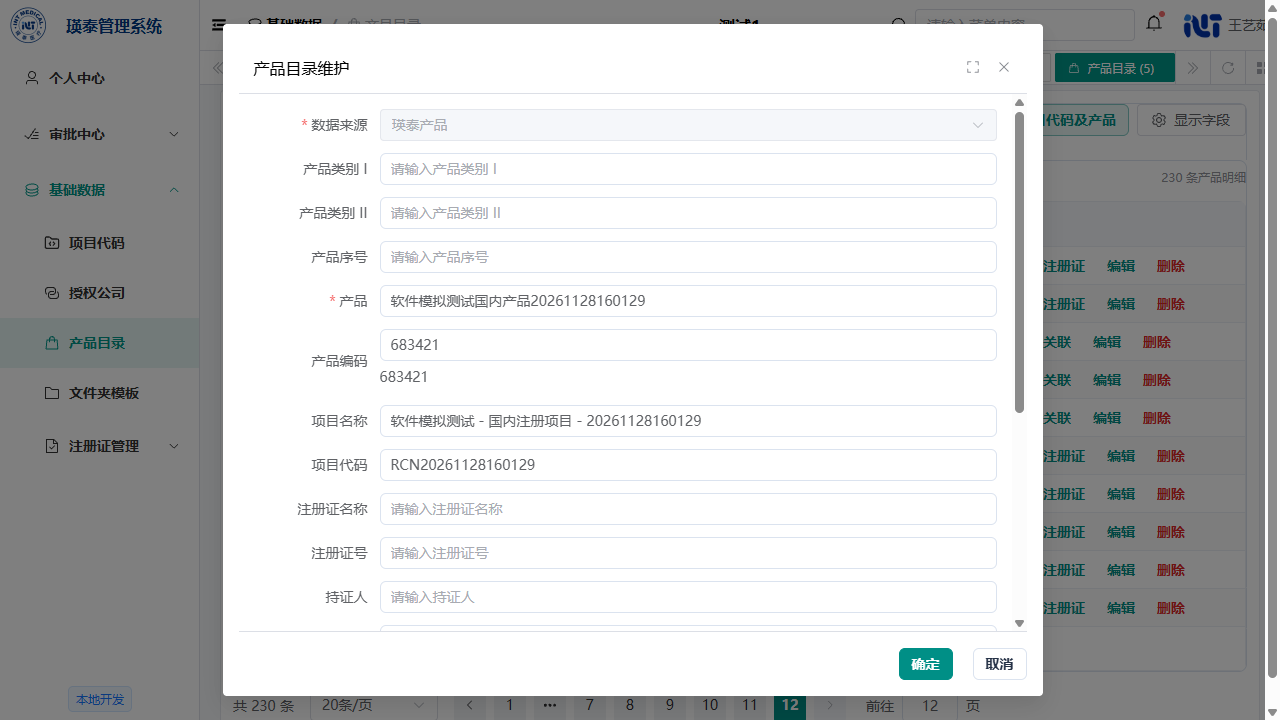 瑛泰管理系统
个人中心
审批中心
基础数据
项目代码
授权公司
产品目录
文件夹模板
注册证管理
本地开发
基础数据 / 产品目录
测试1
请输入菜单内容
王艺茹
产品目录 (5)
代码及产品
显示字段
230 条产品明细
产品目录维护
* 数据来源
瑛泰产品
产品类别 I
请输入产品类别 I
产品类别 II
请输入产品类别 II
产品序号
请输入产品序号
* 产品
软件模拟测试国内产品20261128160129
产品编码
683421
683421
项目名称
软件模拟测试 - 国内注册项目 - 20261128160129
项目代码
RCN20261128160129
注册证名称
请输入注册证名称
注册证号
请输入注册证号
持证人
请输入持证人
确定
取消
注册证 编辑 删除
注册证 编辑 删除
关联 编辑 删除
关联 编辑 删除
关联 编辑 删除
注册证 编辑 删除
注册证 编辑 删除
注册证 编辑 删除
注册证 编辑 删除
注册证 编辑 删除
共 230 条
20条/页
1 ••• 7 8 9 10 11 12
前往 12 页